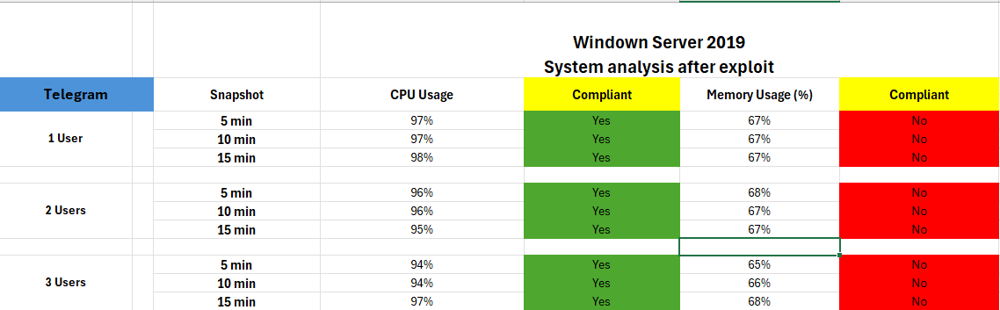 Windown Server 2019
System analysis after exploit
Telegram Snapshot CPU Usage Compliant Memory Usage (%) Compliant
5 min 97% Yes 67% No
1 User 10 min 97% Yes 67% No
15 min 98% Yes 67% No
5 min 96% Yes 68% No
2 Users 10 min 96% Yes 67% No
15 min 95% Yes 67% No
5 min 94% Yes 65% No
3 Users 10 min 94% Yes 66% No
15 min 97% Yes 68% No